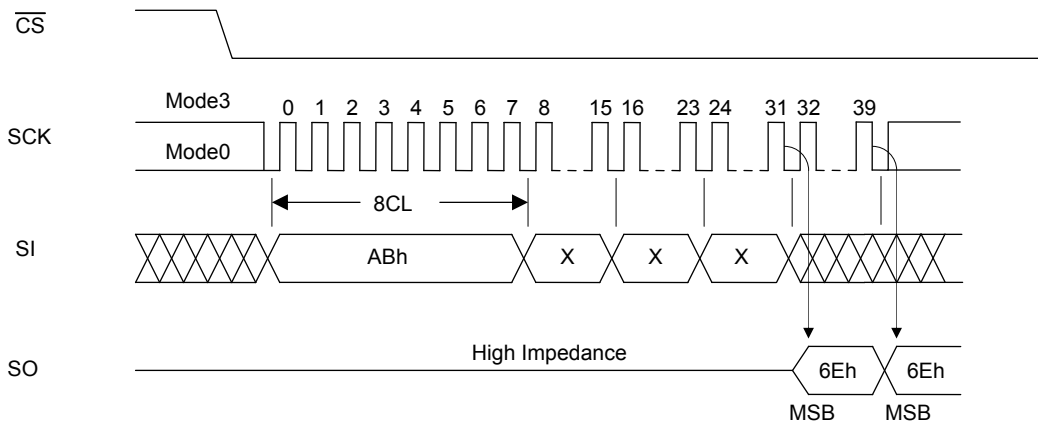 CS
Mode3
0 1 2 3 4 5 6 7 8 15 16 23 24 31 32 39
SCK
Mode0
8CL
SI
ABh X X X
High Impedance
SO
6Eh 6Eh
MSB MSB